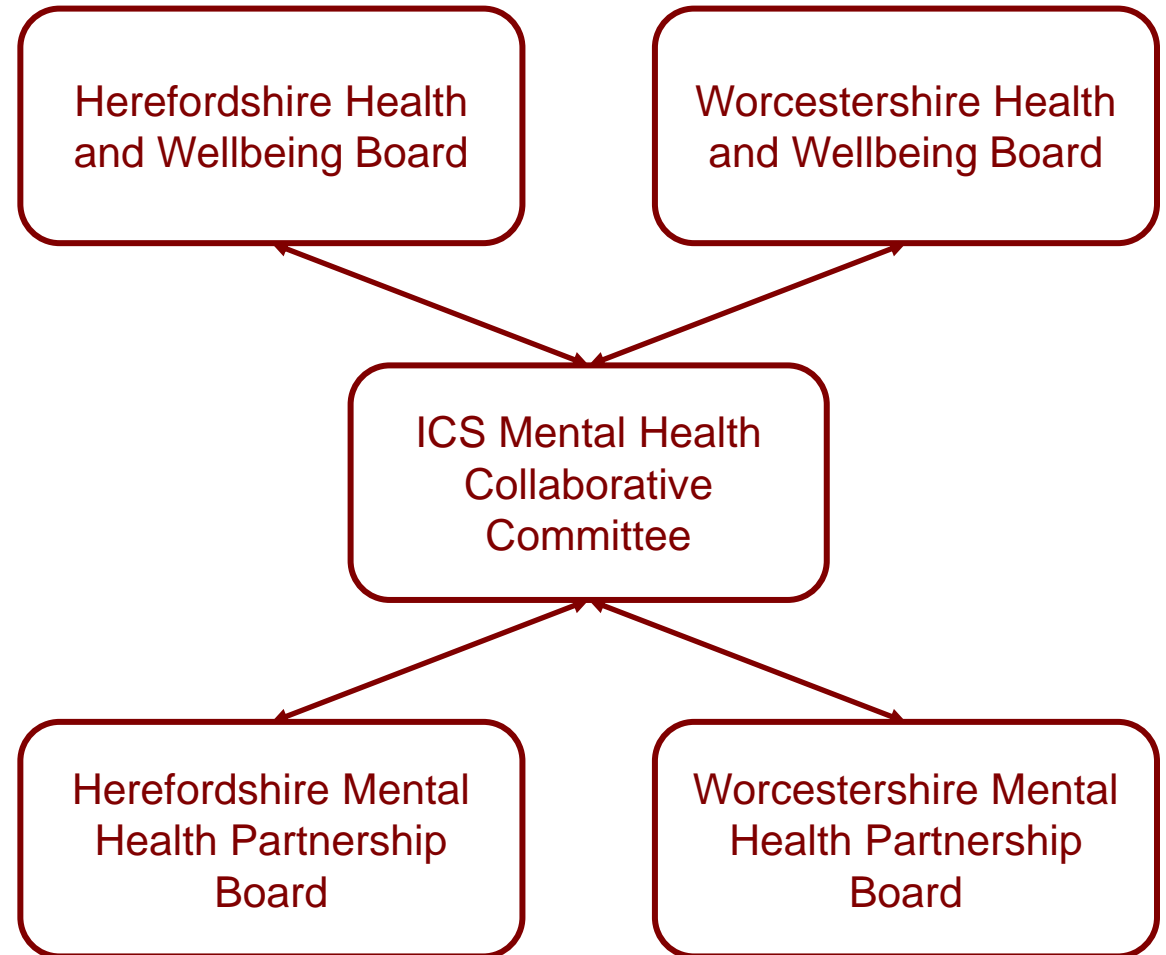 Herefordshire Health
and Wellbeing Board
Worcestershire Health
and Wellbeing Board
ICS Mental Health
Collaborative
Committee
Herefordshire Mental
Health Partnership
Board
Worcestershire Mental
Health Partnership
Board